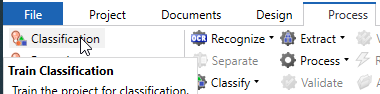 File Project Documents Design Process
Classification OCR Recognize Extract
Separate Process
Train Classification
Train the project for classification.
Classify Validate